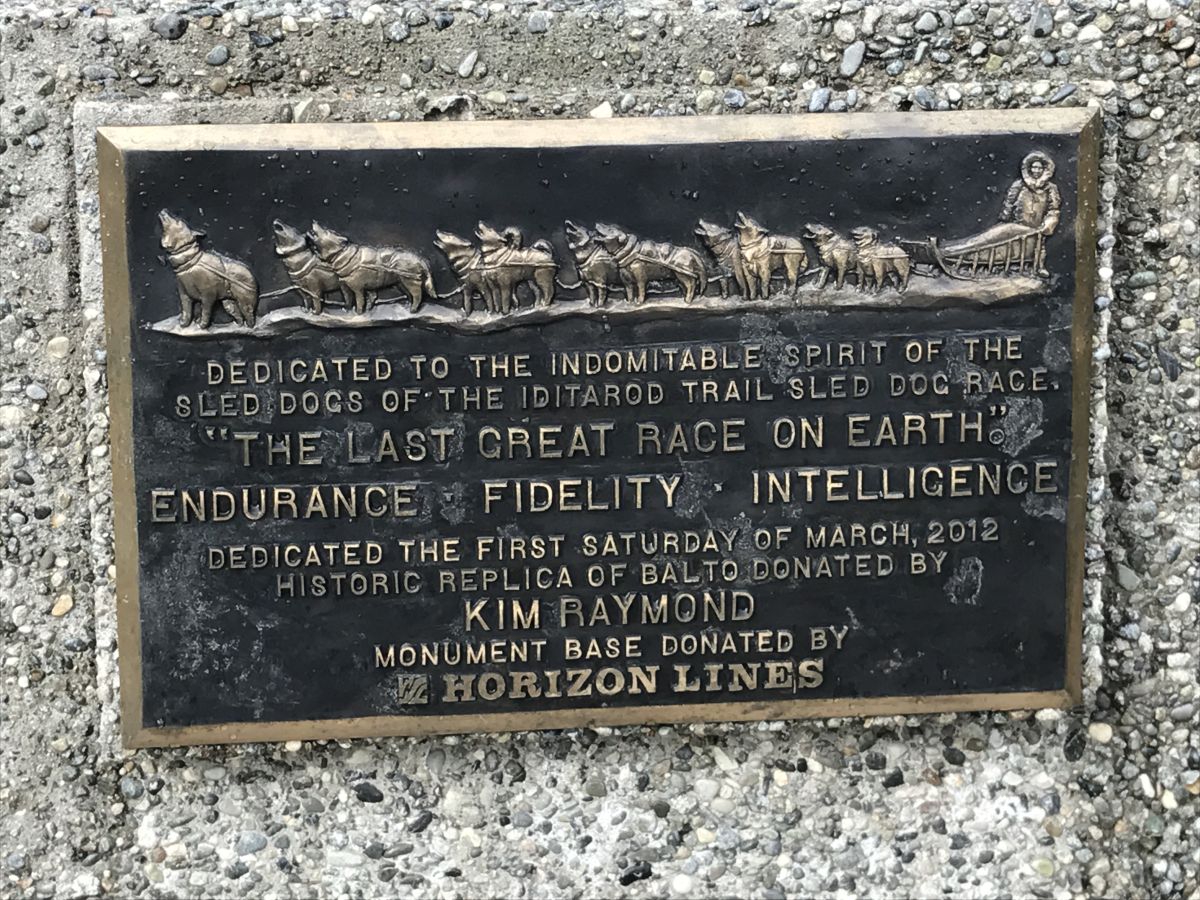 DEDICATED TO THE INDOMITABLE SPIRIT OF THE
SLED DOGS OF THE IDITAROD TRAIL SLED DOG RACE.
"THE LAST GREAT RACE ON EARTH"®
ENDURANCE · FIDELITY · INTELLIGENCE
DEDICATED THE FIRST SATURDAY OF MARCH, 2012
HISTORIC REPLICA OF BALTO DONATED BY
KIM RAYMOND
MONUMENT BASE DONATED BY
HORIZON LINES